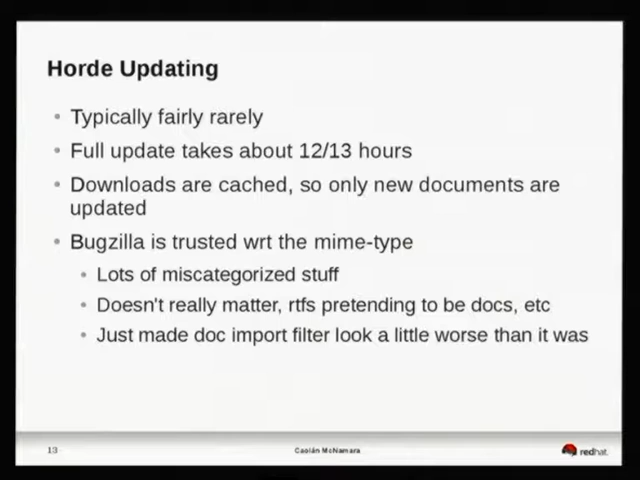 Horde Updating
• Typically fairly rarely
• Full update takes about 12/13 hours
• Downloads are cached, so only new documents are
updated
• Bugzilla is trusted wrt the mime-type
• Lots of miscategorized stuff
• Doesn't really matter, rtfs pretending to be docs, etc
• Just made doc import filter look a little worse than it was
13
Caolán McNamara
redhat.